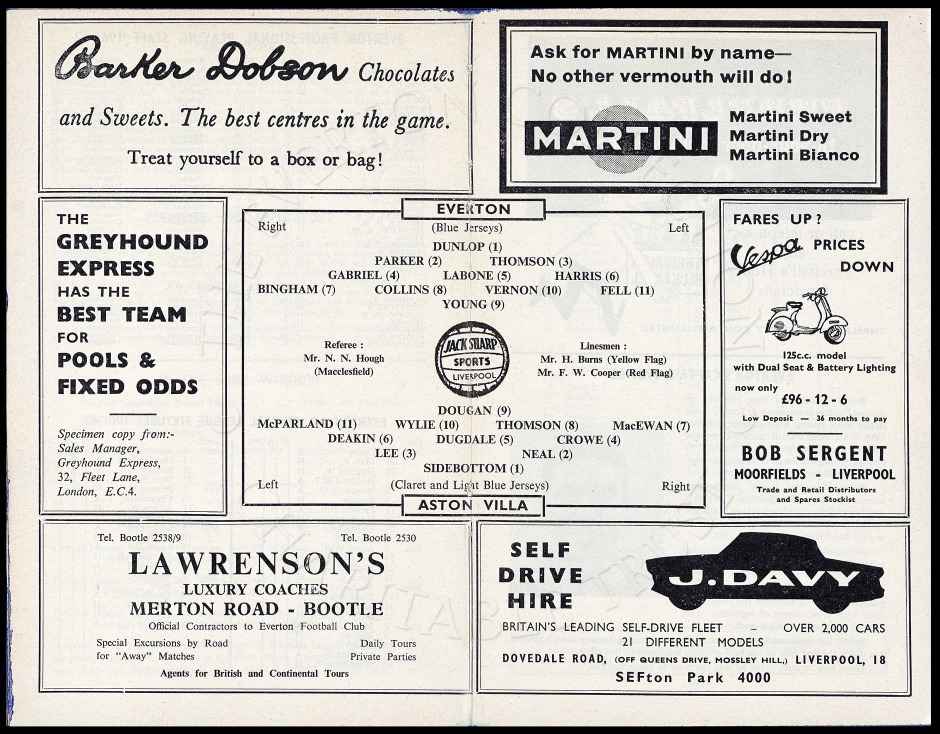 Barker Dobson Chocolates
and Sweets. The best centres in the game.
Treat yourself to a box or bag!
Ask for MARTINI by name—
No other vermouth will do!
MARTINI
Martini Sweet
Martini Dry
Martini Bianco
THE
GREYHOUND
EXPRESS
HAS THE
BEST TEAM
FOR
POOLS &
FIXED ODDS
Specimen copy from:-
Sales Manager,
Greyhound Express,
32, Fleet Lane,
London, E.C.4.
EVERTON
Right (Blue Jerseys) Left
DUNLOP (1)
PARKER (2) THOMSON (3)
GABRIEL (4) LABONE (5) HARRIS (6)
BINGHAM (7) COLLINS (8) VERNON (10) FELL (11)
YOUNG (9)
Referee :
Mr. N. N. Hough
(Macclesfield)
JACK SHARP
SPORTS
LIVERPOOL
Linesmen :
Mr. H. Burns (Yellow Flag)
Mr. F. W. Cooper (Red Flag)
DOUGAN (9)
McPARLAND (11) WYLIE (10) THOMSON (8) MacEWAN (7)
DEAKIN (6) DUGDALE (5) CROWE (4)
LEE (3) NEAL (2)
SIDEBOTTOM (1)
Left (Claret and Light Blue Jerseys) Right
ASTON VILLA
FARES UP ?
Vespa PRICES
DOWN
125c.c. model
with Dual Seat & Battery Lighting
now only
£96 - 12 - 6
Low Deposit — 36 months to pay
BOB SERGENT
MOORFIELDS - LIVERPOOL
Trade and Retail Distributors
and Spares Stockist
Tel. Bootle 2538/9 Tel. Bootle 2530
LAWRENSON'S
LUXURY COACHES
MERTON ROAD - BOOTLE
Official Contractors to Everton Football Club
Special Excursions by Road Daily Tours
for "Away" Matches Private Parties
Agents for British and Continental Tours
SELF
DRIVE
HIRE
J. DAVY
BRITAIN'S LEADING SELF-DRIVE FLEET – OVER 2,000 CARS
21 DIFFERENT MODELS
DOVEDALE ROAD, (OFF QUEENS DRIVE, MOSSLEY HILL,) LIVERPOOL, 18
SEFton Park 4000